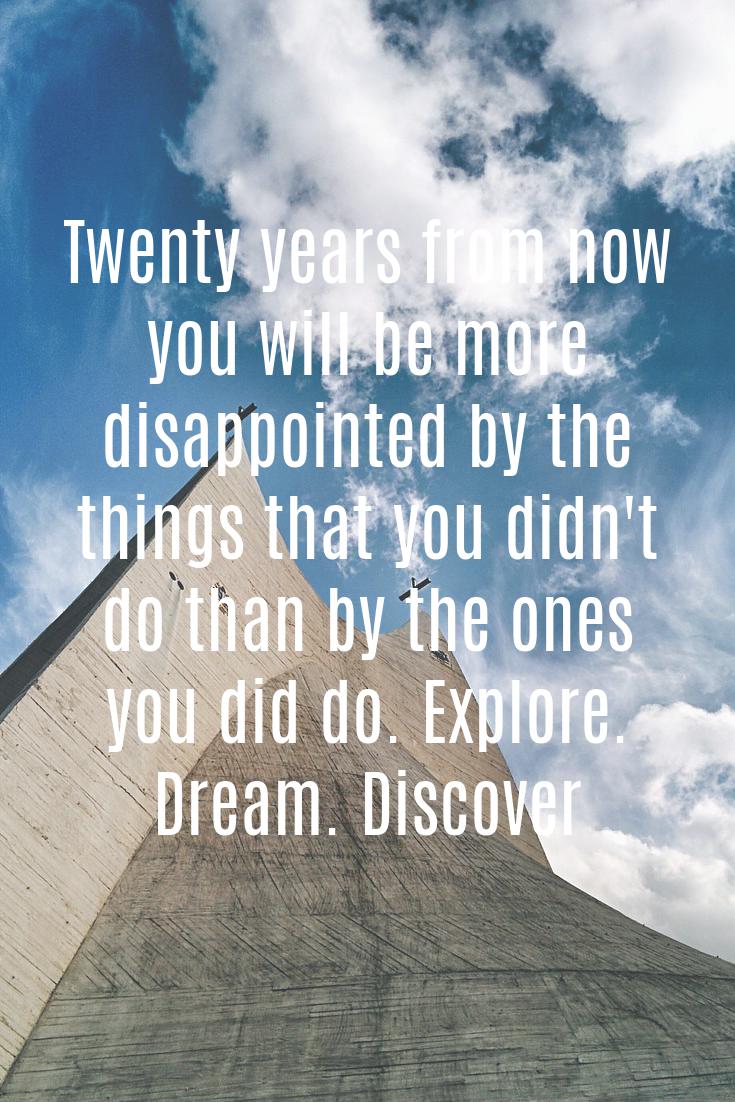 Twenty years from now
you will be more
disappointed by the
things that you didn't
do than by the ones
you did do. Explore.
Dream. Discover